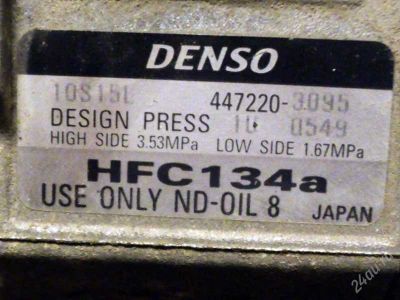 DENSO
10S15L 447220-3095
DESIGN PRESS 10 0549
HIGH SIDE 3.53MPa LOW SIDE 1.67MPa
HFC134a
USE ONLY ND-OIL 8 JAPAN